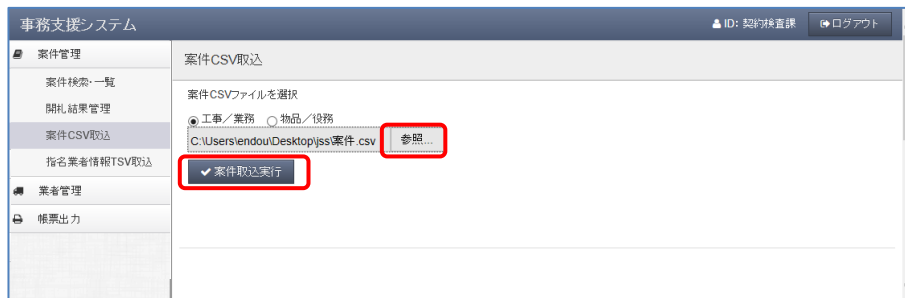 事務支援システム
ID: 契約検査課
ログアウト
案件管理
案件検索・一覧
開札結果管理
案件CSV取込
指名業者情報TSV取込
業者管理
帳票出力
案件CSV取込
案件CSVファイルを選択
工事／業務 物品／役務
C:\Users\endou\Desktop\jss\案件.csv 参照...
案件取込実行